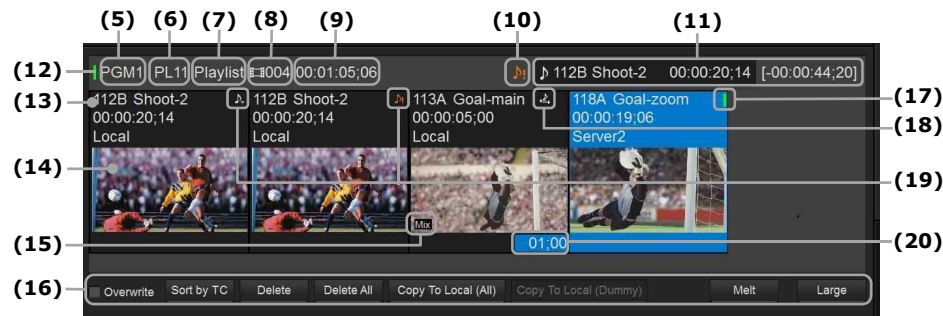 (5) (6) (7) (8) (9) (10) (11)
(12) PGM1 PL11 Playlist 004 00:01:05;06 ♪! ♪ 112B Shoot-2 00:00:20;14 [-00:00:44;20]
(13) 112B Shoot-2 112B Shoot-2 113A Goal-main 118A Goal-zoom (17)
00:00:20;14 00:00:20;14 00:00:05;00 00:00:19;06 (18)
Local Local Local Server2
(14) (19)
(15) Mix 01;00 (20)
(16) Overwrite Sort by TC Delete Delete All Copy To Local (All) Copy To Local (Dummy) Melt Large